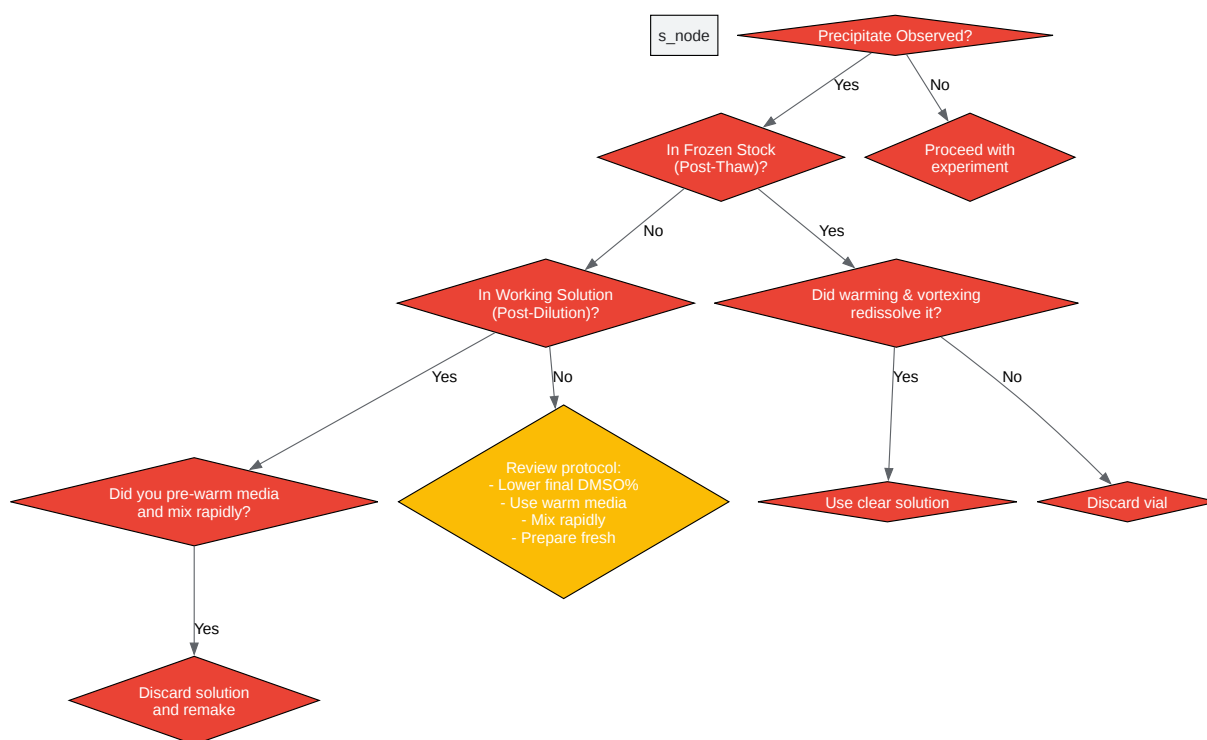 s_node
Precipitate Observed?
Yes
No
In Frozen Stock
(Post-Thaw)?
Proceed with
experiment
No
Yes
In Working Solution
(Post-Dilution)?
Did warming & vortexing
redissolve it?
Yes
No
Yes
No
Did you pre-warm media
and mix rapidly?
Review protocol:
- Lower final DMSO%
- Use warm media
- Mix rapidly
- Prepare fresh
Use clear solution
Discard vial
Yes
Discard solution
and remake